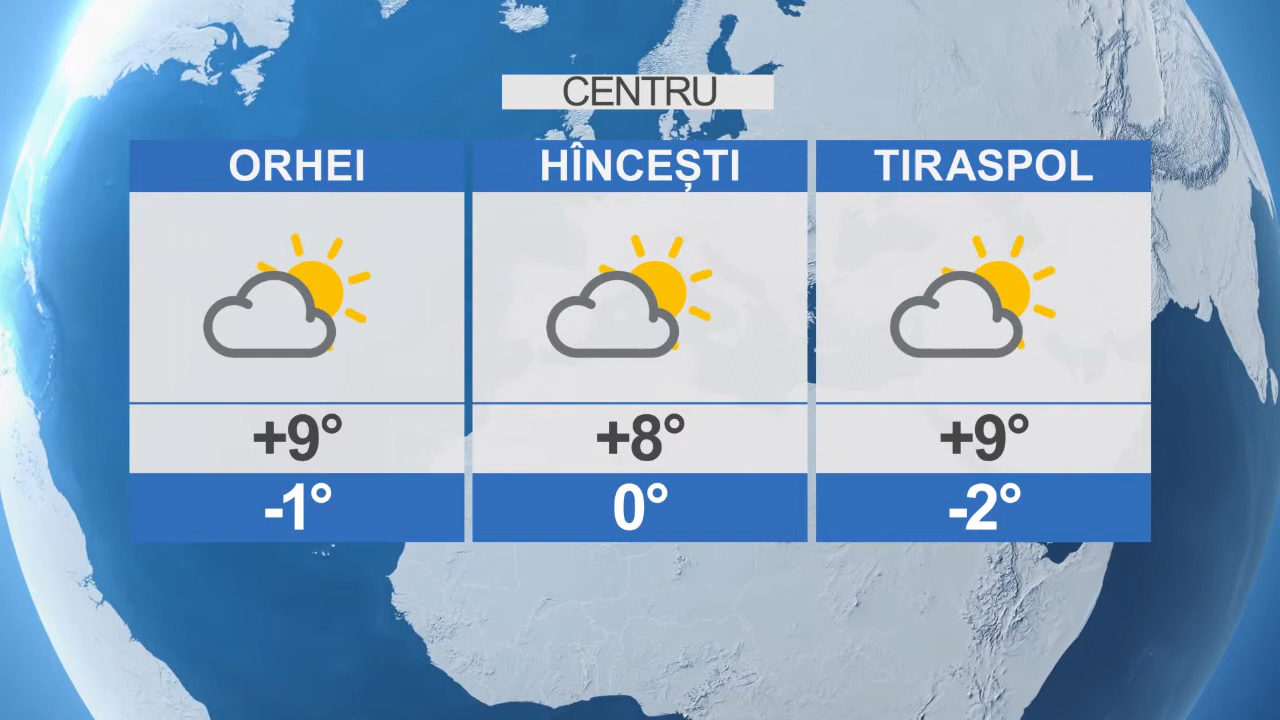 CENTRU
ORHEI
HÎNCEȘTI
TIRASPOL
+9°
+8°
+9°
-1°
0°
-2°